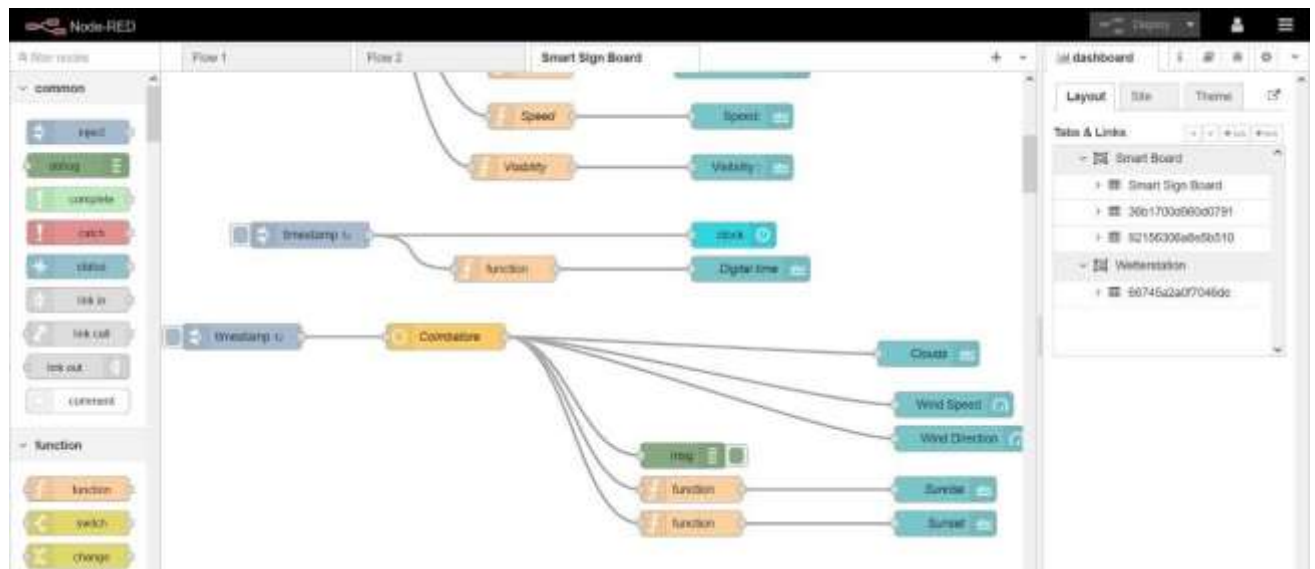 Node-RED
Deploy
filter nodes
Flow 1
Flow 2
Smart Sign Board
dashboard
common
Layout
Site
Theme
inject
Speed
Speed:
Tabs & Links
debug
Smart Board
Visibility
Visibility:
complete
Smart Sign Board
catch
timestamp
clock
status
function
Digital time
Wetterstation
link in
timestamp
Coimbatore
link call
Clouds
link out
comment
Wind Speed
Wind Direction
function
msg
function
function
Sunrise
switch
function
Sunset
change